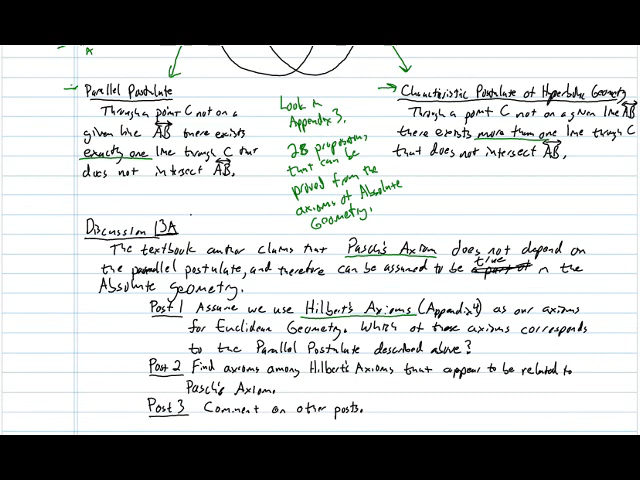 A
→ Parallel Postulate
Through a point C not on a
given line AB there exists
exactly one line through C that
does not intersect AB.
Look in
Appendix 3.
28 propositions
that can be
proved from the
axioms of Absolute
Geometry.
→ Characteristic Postulate of Hyperbolic Geometry
Through a point C not on a given line AB
there exists more than one line through C
that does not intersect AB.
Discussion 13A
The textbook author claims that Pasch's Axiom does not depend on
the parallel postulate, and therefore can be assumed to be true in the
Absolute Geometry.
Post 1 Assume we use Hilbert's Axioms (Appendix 4) as our axioms
for Euclidean Geometry. Which of these axioms corresponds
to the Parallel Postulate described above?
Post 2 Find axioms among Hilbert's Axioms that appear to be related to
Pasch's Axiom.
Post 3 Comment on other posts.